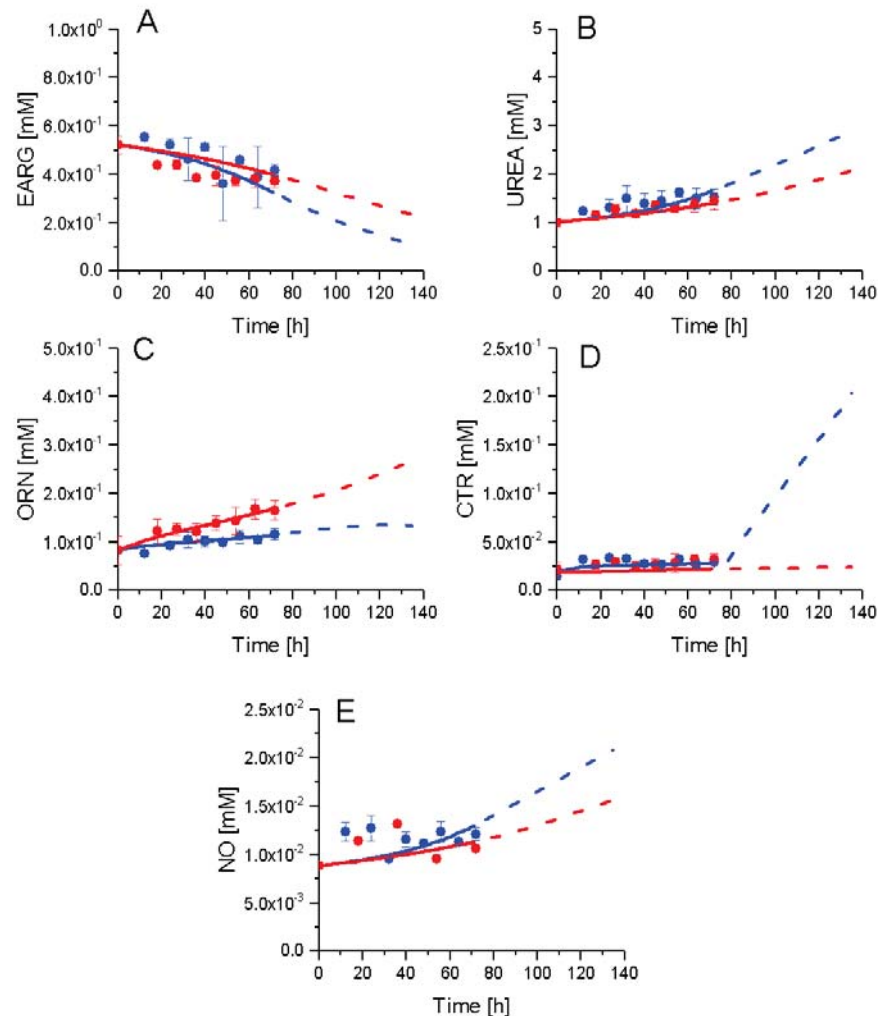 A
B
1.0x10⁰
8.0x10⁻¹
6.0x10⁻¹
4.0x10⁻¹
2.0x10⁻¹
0.0
EARG [mM]
0 20 40 60 80 100 120 140
Time [h]
5
4
3
2
1
0
UREA [mM]
0 20 40 60 80 100 120 140
Time [h]
C
D
5.0x10⁻¹
4.0x10⁻¹
3.0x10⁻¹
2.0x10⁻¹
1.0x10⁻¹
0.0
ORN [mM]
0 20 40 60 80 100 120 140
Time [h]
2.5x10⁻¹
2.0x10⁻¹
1.5x10⁻¹
1.0x10⁻¹
5.0x10⁻²
0.0
CTR [mM]
0 20 40 60 80 100 120 140
Time [h]
E
2.5x10⁻²
2.0x10⁻²
1.5x10⁻²
1.0x10⁻²
5.0x10⁻³
0.0
NO [mM]
0 20 40 60 80 100 120 140
Time [h]